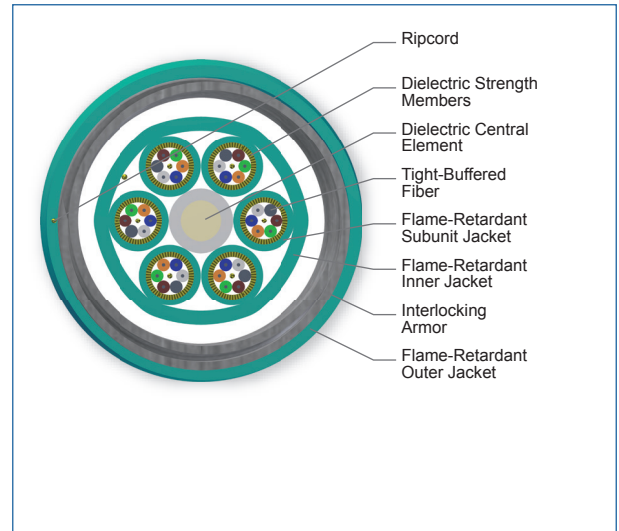 Ripcord
Dielectric Strength
Members
Dielectric Central
Element
Tight-Buffered
Fiber
Flame-Retardant
Subunit Jacket
Flame-Retardant
Inner Jacket
Interlocking
Armor
Flame-Retardant
Outer Jacket